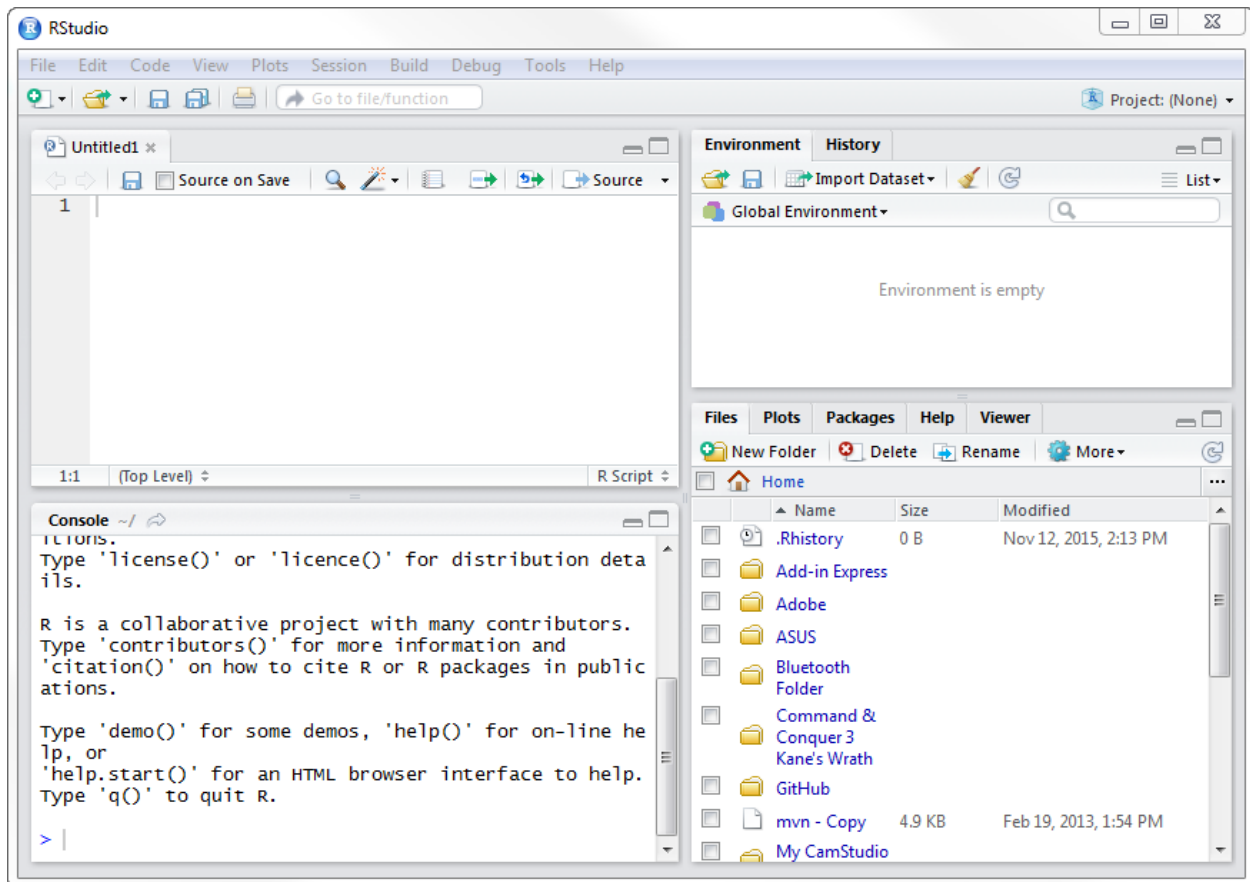 RStudio
File Edit Code View Plots Session Build Debug Tools Help
Go to file/function
Project: (None)
Untitled1
Source on Save
Source
1
1:1 (Top Level) R Script
Console ~/
itions.
Type 'license()' or 'licence()' for distribution deta
ils.
R is a collaborative project with many contributors.
Type 'contributors()' for more information and
'citation()' on how to cite R or R packages in public
ations.
Type 'demo()' for some demos, 'help()' for on-line he
lp, or
'help.start()' for an HTML browser interface to help.
Type 'q()' to quit R.
>
Environment History
Import Dataset List
Global Environment
Environment is empty
Files Plots Packages Help Viewer
New Folder Delete Rename More
Home ...
Name Size Modified
.Rhistory 0 B Nov 12, 2015, 2:13 PM
Add-in Express
Adobe
ASUS
Bluetooth
Folder
Command &
Conquer 3
Kane's Wrath
GitHub
mvn - Copy 4.9 KB Feb 19, 2013, 1:54 PM
My CamStudio